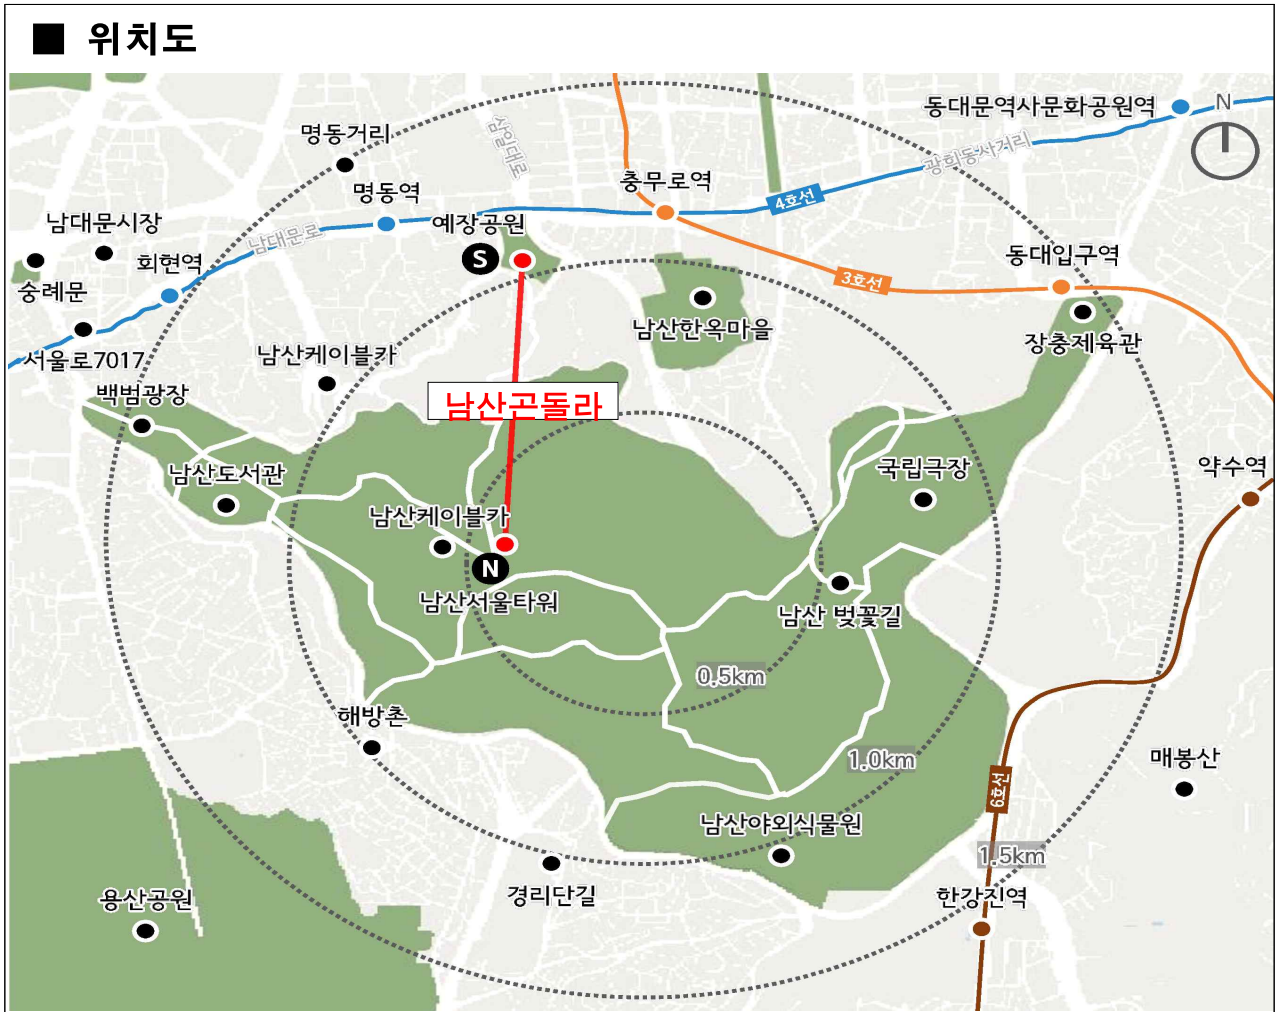 ■ 위치도
동대문역사문화공원역
N
명동거리
삼일대로
광희동사거리
충무로역
명동역
4호선
남대문시장
예장공원
남대문로
회현역
S
동대입구역
숭례문
3호선
남산한옥마을
장충체육관
서울로7017
남산케이블카
백범광장
남산곤돌라
남산도서관
국립극장
약수역
남산케이블카
N
남산서울타워
남산 벚꽃길
0.5km
해방촌
1.0km
매봉산
6호선
남산야외식물원
1.5km
경리단길
한강진역
용산공원